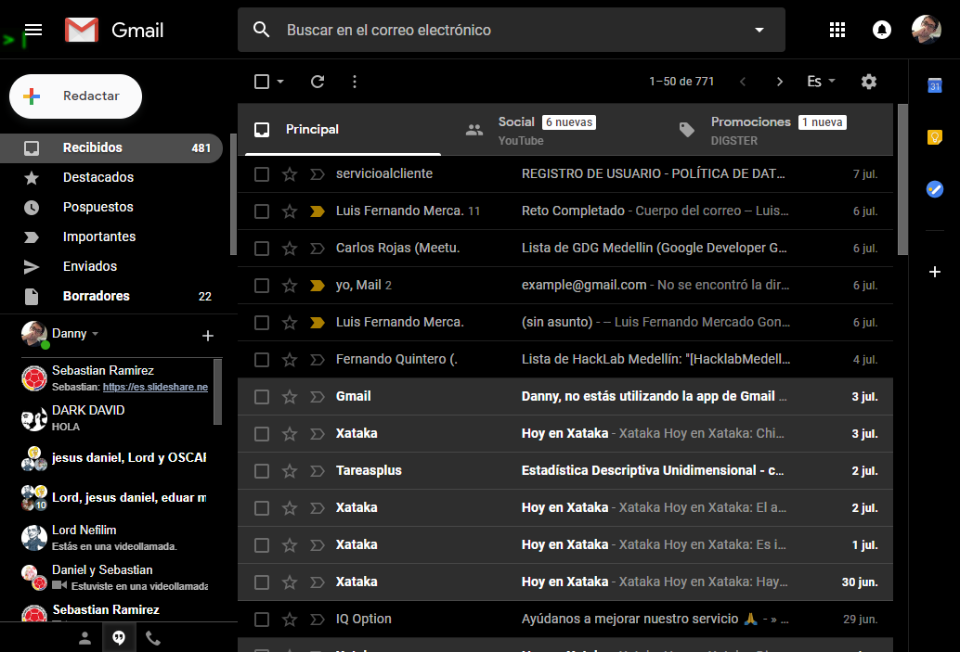 Gmail
Buscar en el correo electrónico
1–50 de 771
Es
31
Redactar
Recibidos 481
Destacados
Pospuestos
Importantes
Enviados
Borradores 22
Danny
Sebastian Ramirez
Sebastian: https://es.slideshare.ne
DARK DAVID
HOLA
jesus daniel, Lord y OSCAR
Lord, jesus daniel, eduar m
10
Lord Nefilim
Estás en una videollamada.
Daniel y Sebastian
Estuviste en una videollamada
Sebastian Ramirez
Principal
Social 6 nuevas
YouTube
Promociones 1 nueva
DIGSTER
servicioalcliente REGISTRO DE USUARIO - POLÍTICA DE DAT… 7 jul.
Luis Fernando Merca. 11 Reto Completado - Cuerpo del correo -- Luis… 6 jul.
Carlos Rojas (Meetu. Lista de GDG Medellin (Google Developer G… 6 jul.
yo, Mail 2 example@gmail.com - No se encontró la dir… 6 jul.
Luis Fernando Merca. (sin asunto) - -- Luis Fernando Mercado Gon… 6 jul.
Fernando Quintero (. Lista de HackLab Medellín: "[HacklabMedell… 4 jul.
Gmail Danny, no estás utilizando la app de Gmail … 3 jul.
Xataka Hoy en Xataka - Xataka Hoy en Xataka: Chi… 3 jul.
Tareasplus Estadística Descriptiva Unidimensional - c… 2 jul.
Xataka Hoy en Xataka - Xataka Hoy en Xataka: El a… 2 jul.
Xataka Hoy en Xataka - Xataka Hoy en Xataka: Es i… 1 jul.
Xataka Hoy en Xataka - Xataka Hoy en Xataka: Hay… 30 jun.
IQ Option Ayúdanos a mejorar nuestro servicio 🙏 - » … 29 jun.